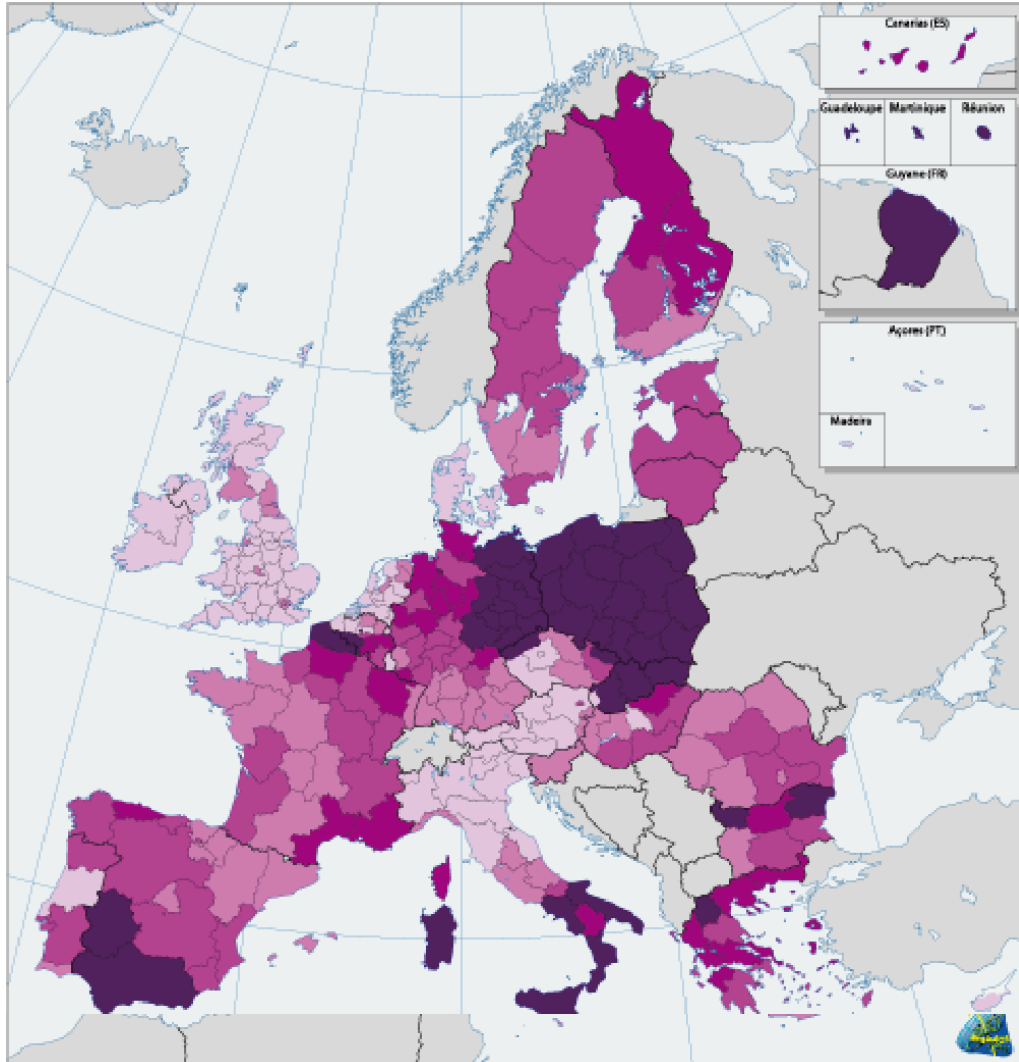 Canarias (ES)
Guadeloupe
Martinique
Réunion
Guyane (FR)
Açores (PT)
Madeira